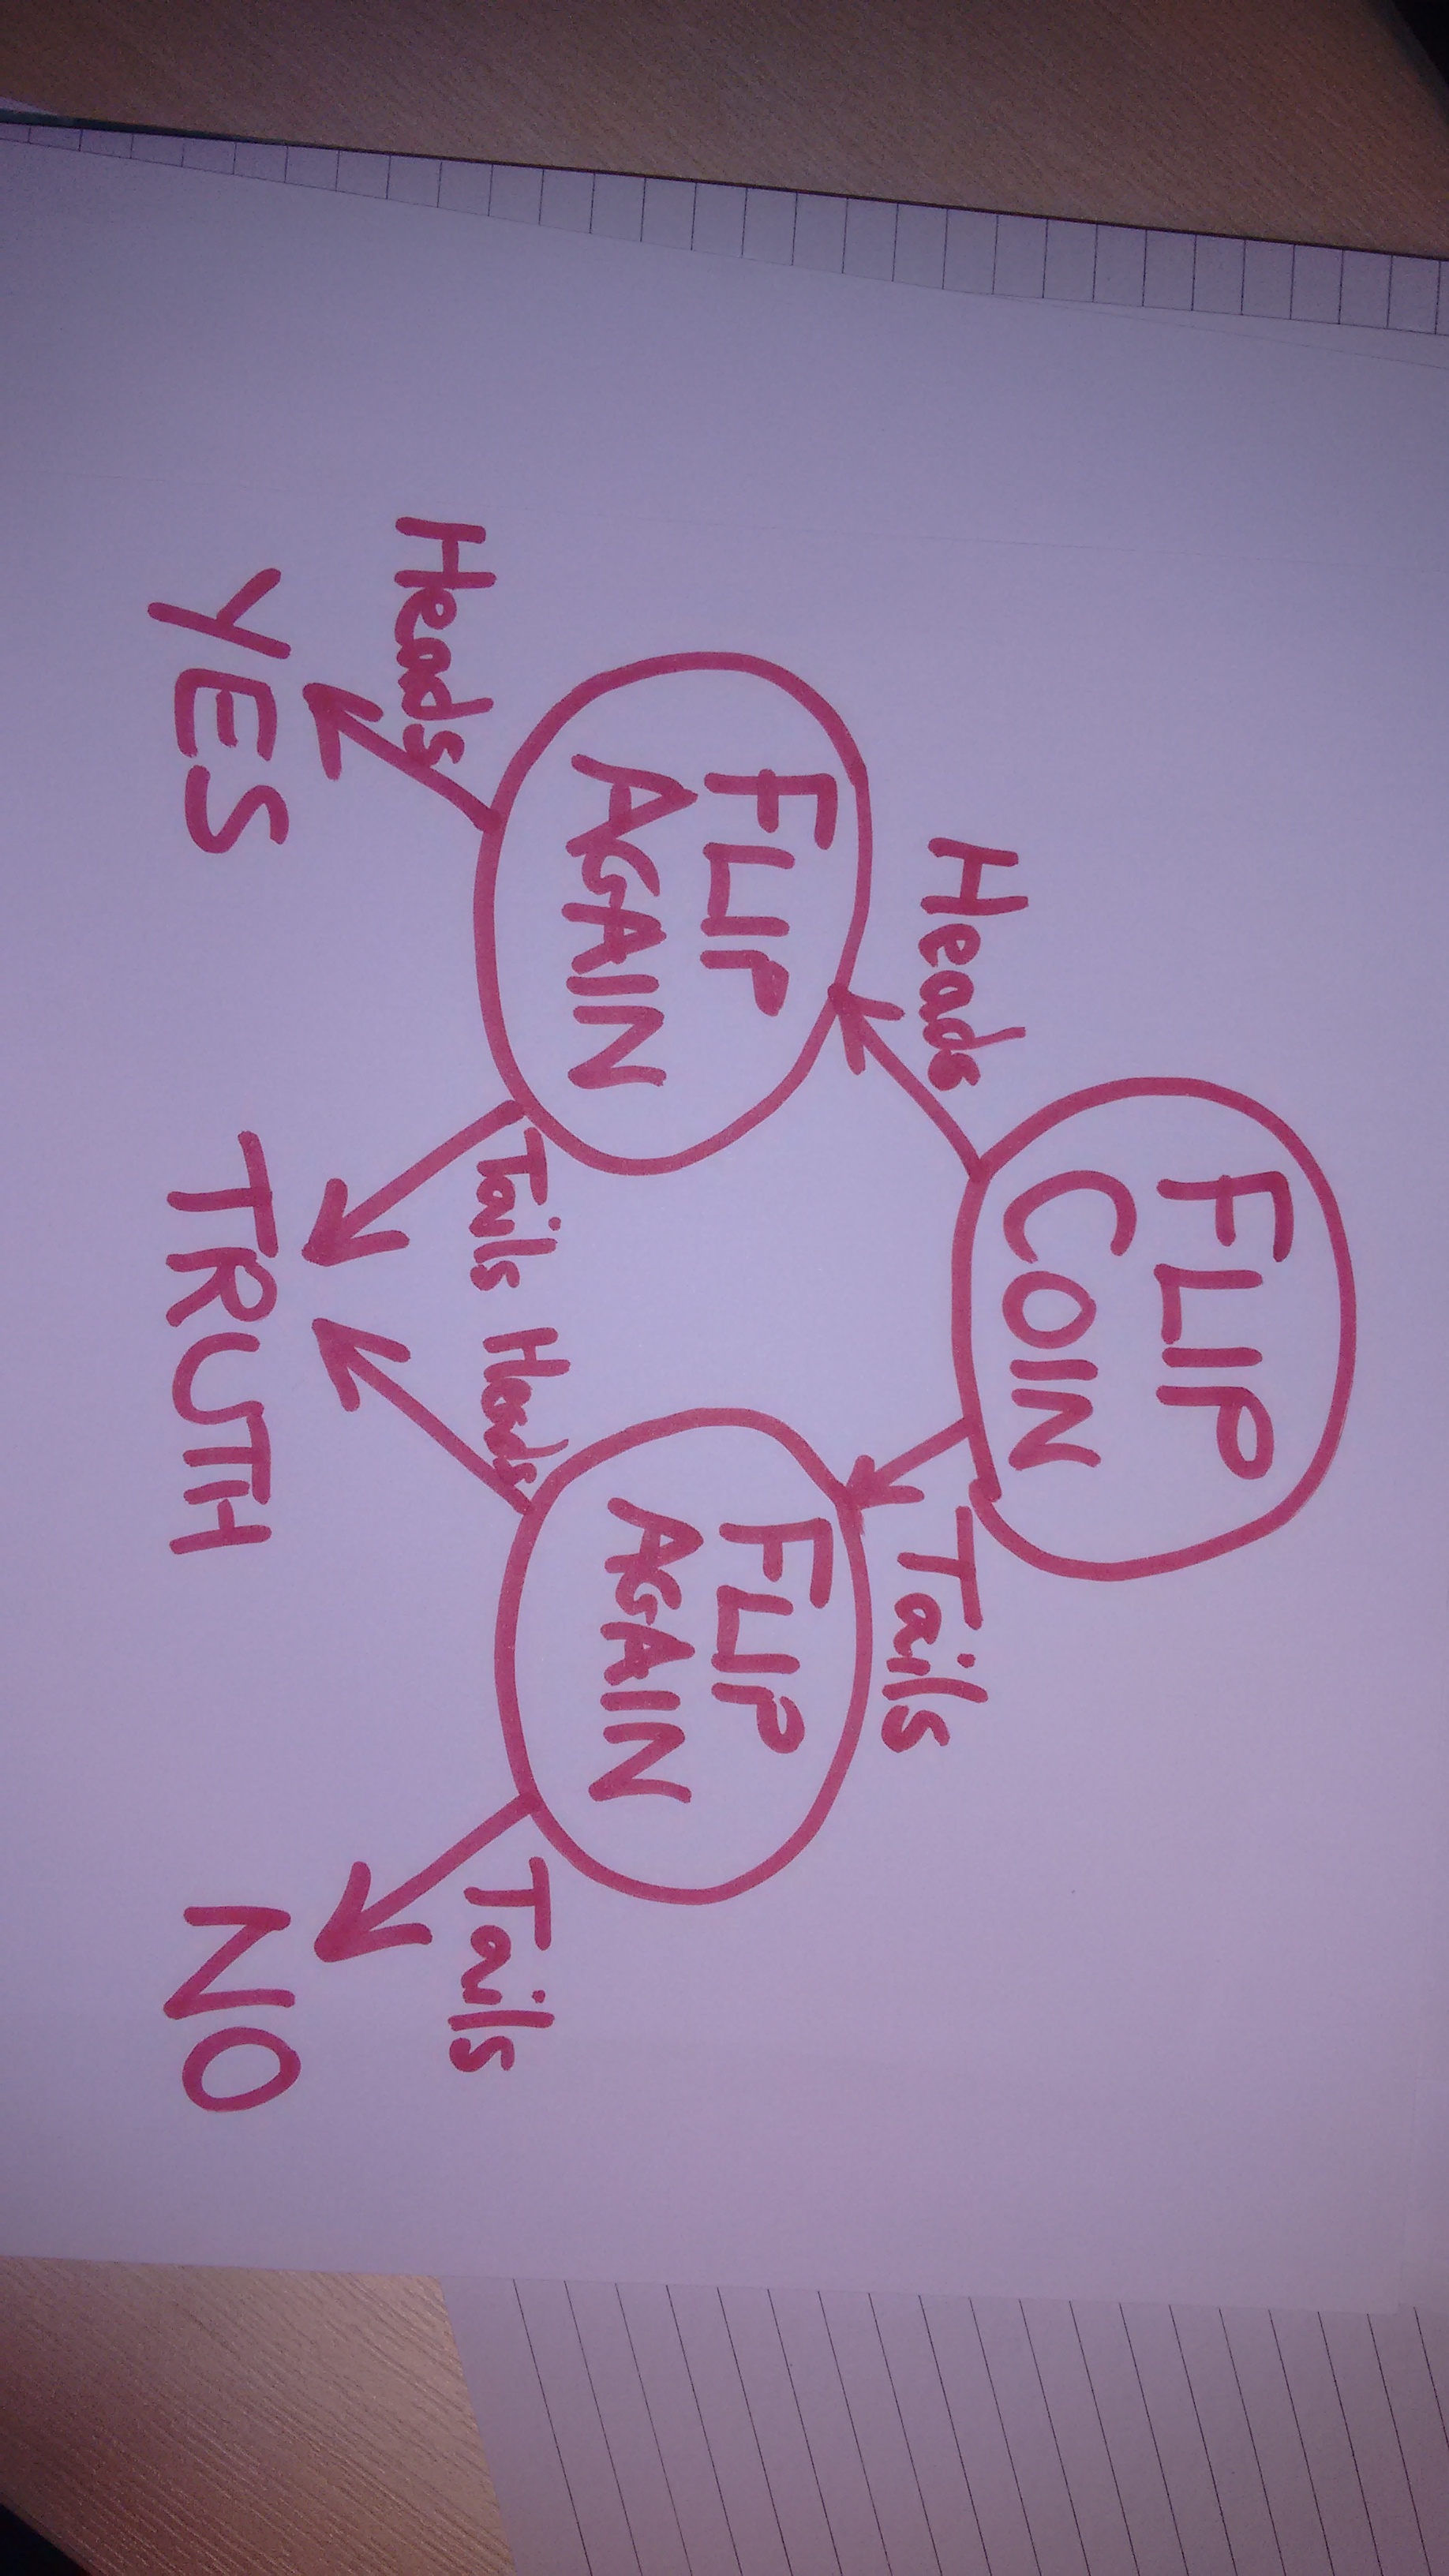 FLIP
COIN
Heads
Tails
FLIP
AGAIN
FLIP
AGAIN
Heads
Tails
Heads
Tails
YES
TRUTH
NO